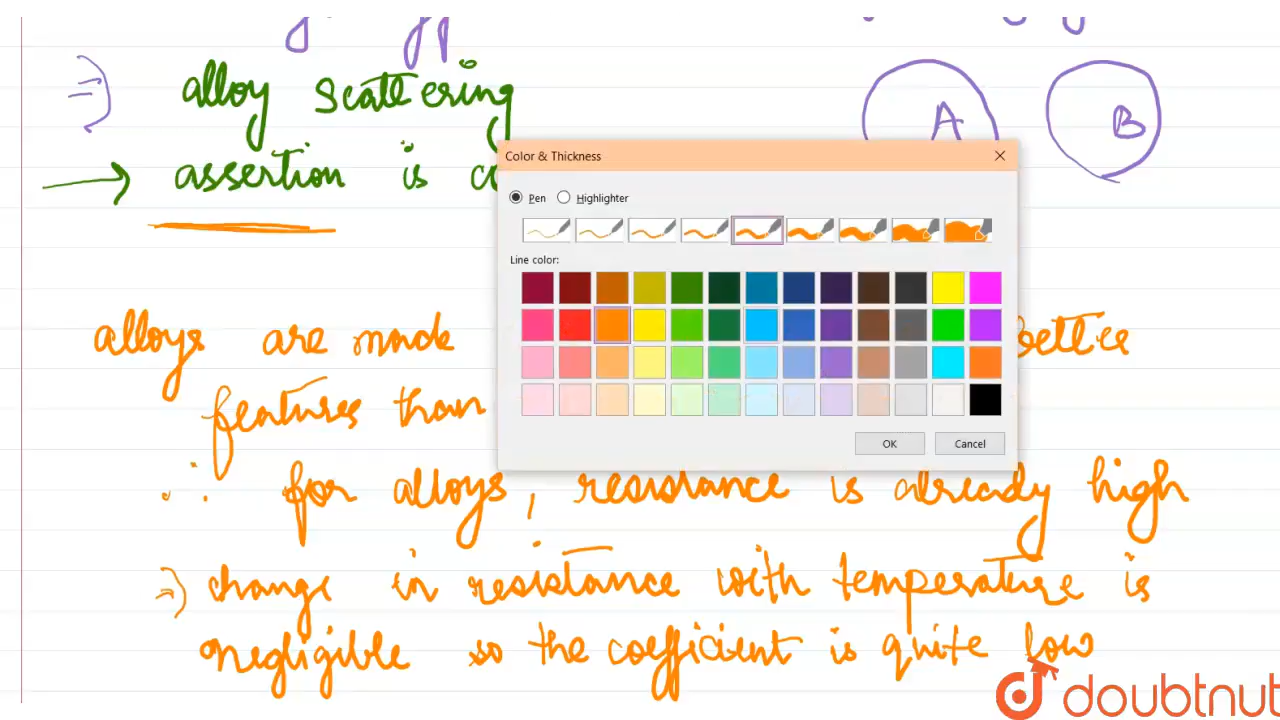 ⇒ alloy scattering
A B
→ assertion is
Color & Thickness
Pen Highlighter
Line color:
alloys are made better
features than
∴ for alloys, resistance is already high
OK Cancel
⇒ change in resistance with temperature is
negligible so the coefficient is quite low
doubtnut